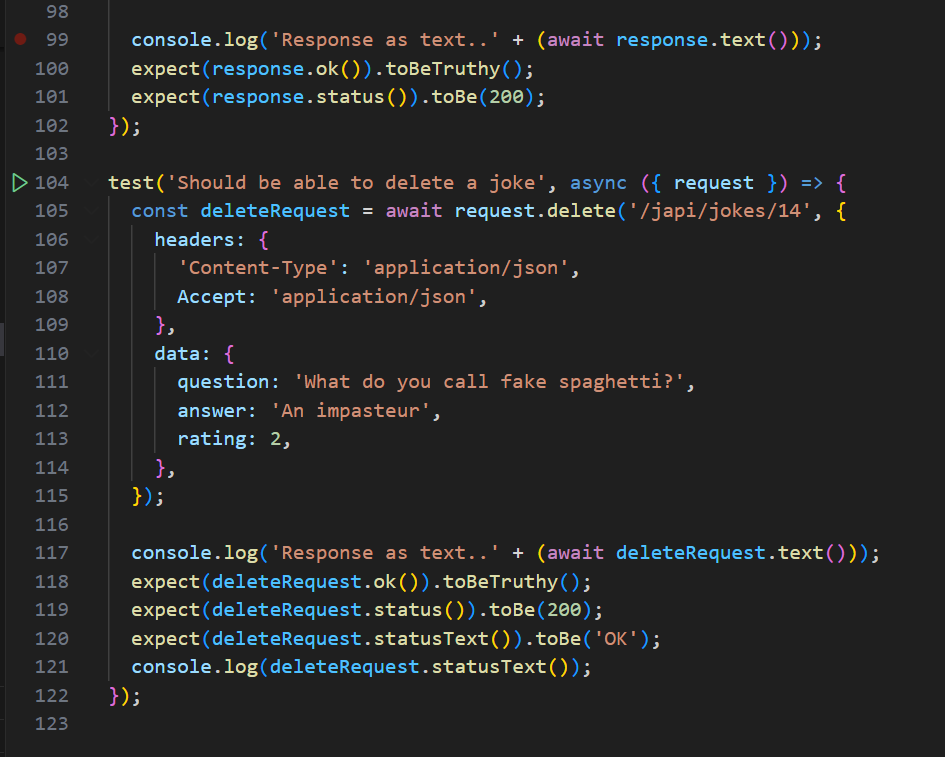 98
99 console.log('Response as text..' + (await response.text()));
100 expect(response.ok()).toBeTruthy();
101 expect(response.status()).toBe(200);
102 });
103
104 test('Should be able to delete a joke', async ({ request }) => {
105 const deleteRequest = await request.delete('/japi/jokes/14', {
106 headers: {
107 'Content-Type': 'application/json',
108 Accept: 'application/json',
109 },
110 data: {
111 question: 'What do you call fake spaghetti?',
112 answer: 'An impasteur',
113 rating: 2,
114 },
115 });
116
117 console.log('Response as text..' + (await deleteRequest.text()));
118 expect(deleteRequest.ok()).toBeTruthy();
119 expect(deleteRequest.status()).toBe(200);
120 expect(deleteRequest.statusText()).toBe('OK');
121 console.log(deleteRequest.statusText());
122 });
123